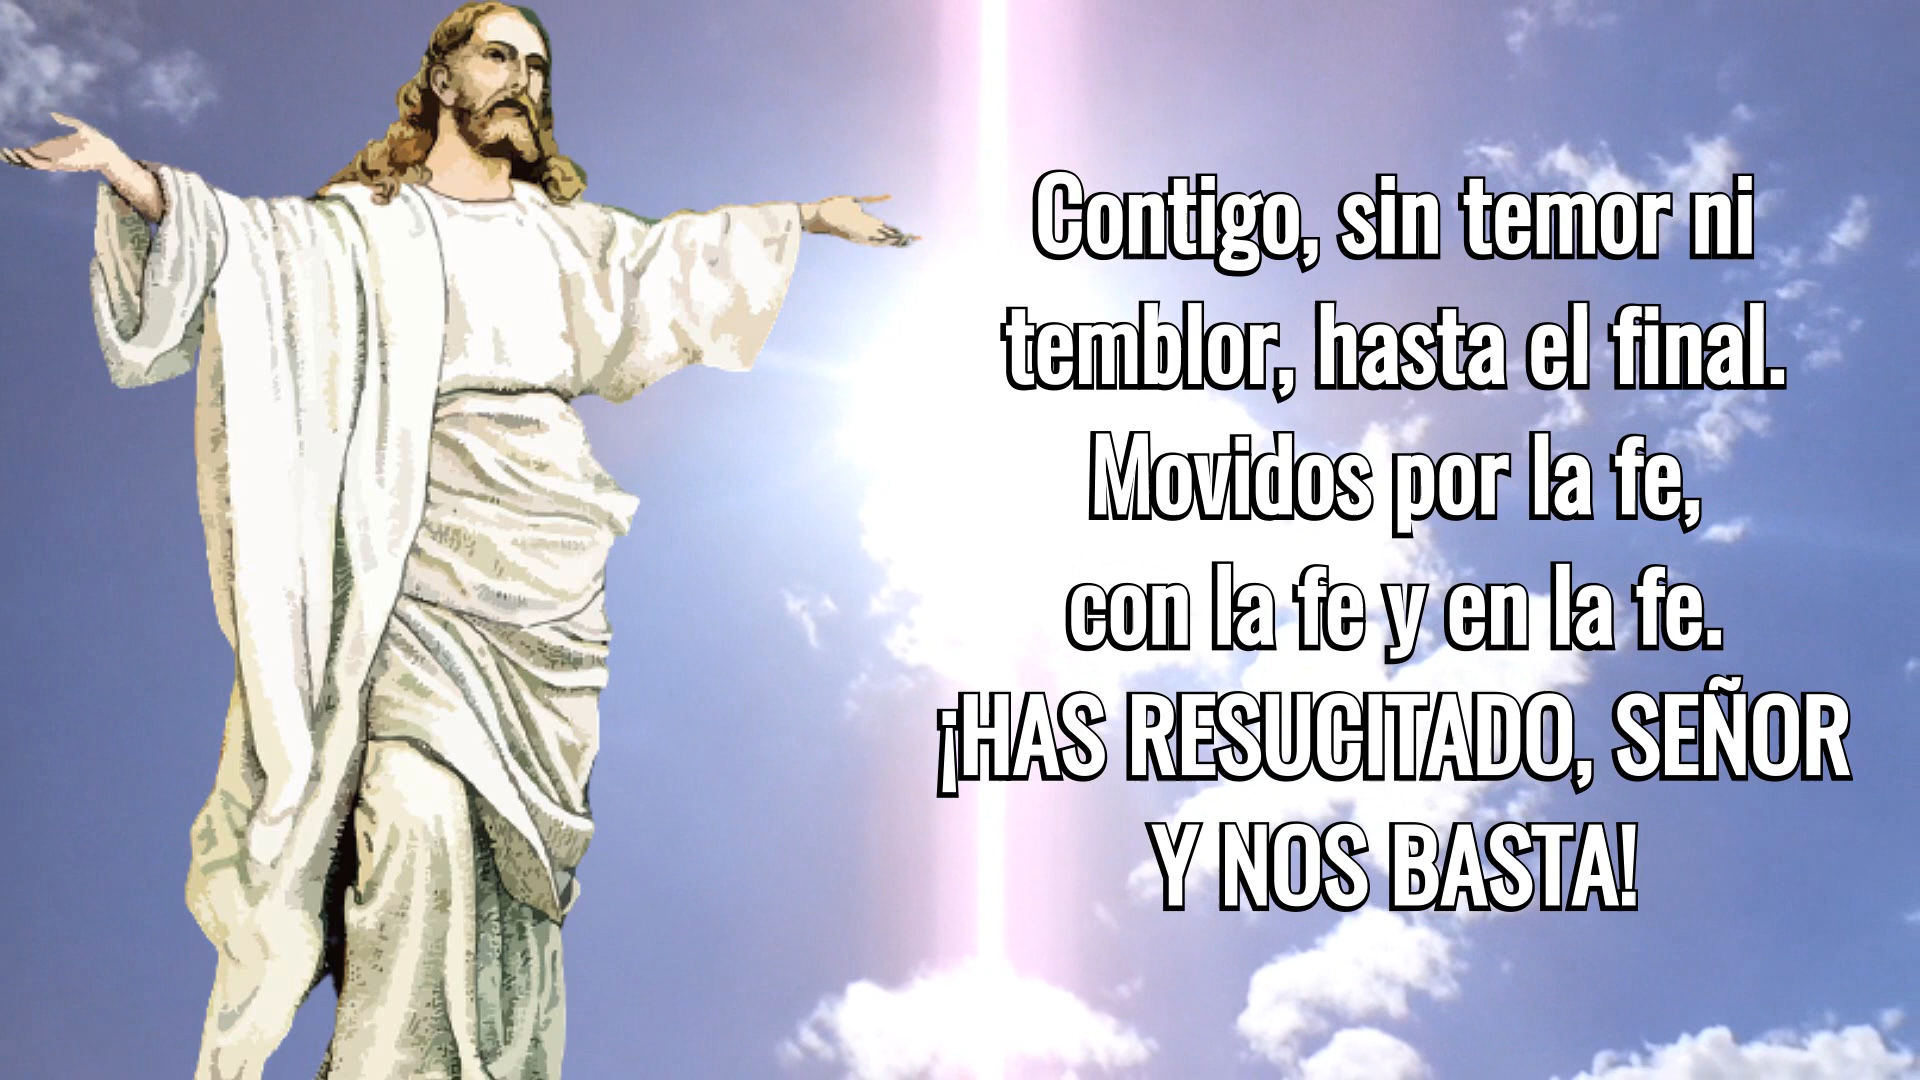 Contigo, sin temor ni
temblor, hasta el final.
Movidos por la fe,
con la fe y en la fe.
¡HAS RESUCITADO, SEÑOR
Y NOS BASTA!